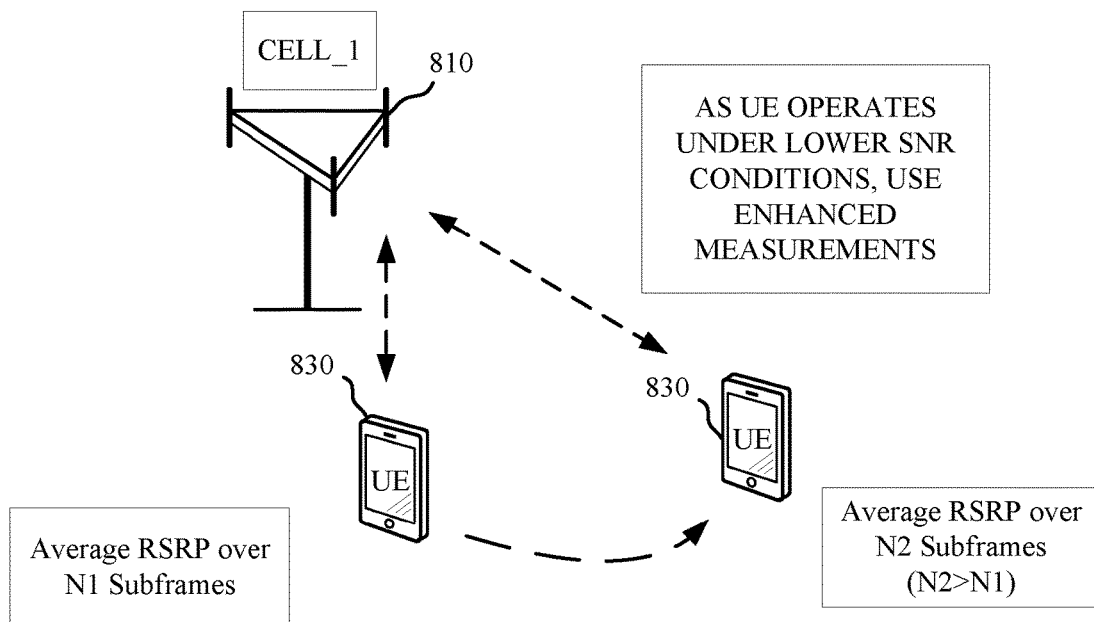 CELL_1
810
AS UE OPERATES
UNDER LOWER SNR
CONDITIONS, USE
ENHANCED
MEASUREMENTS
830
UE
830
UE
Average RSRP over
N1 Subframes
Average RSRP over
N2 Subframes
(N2>N1)